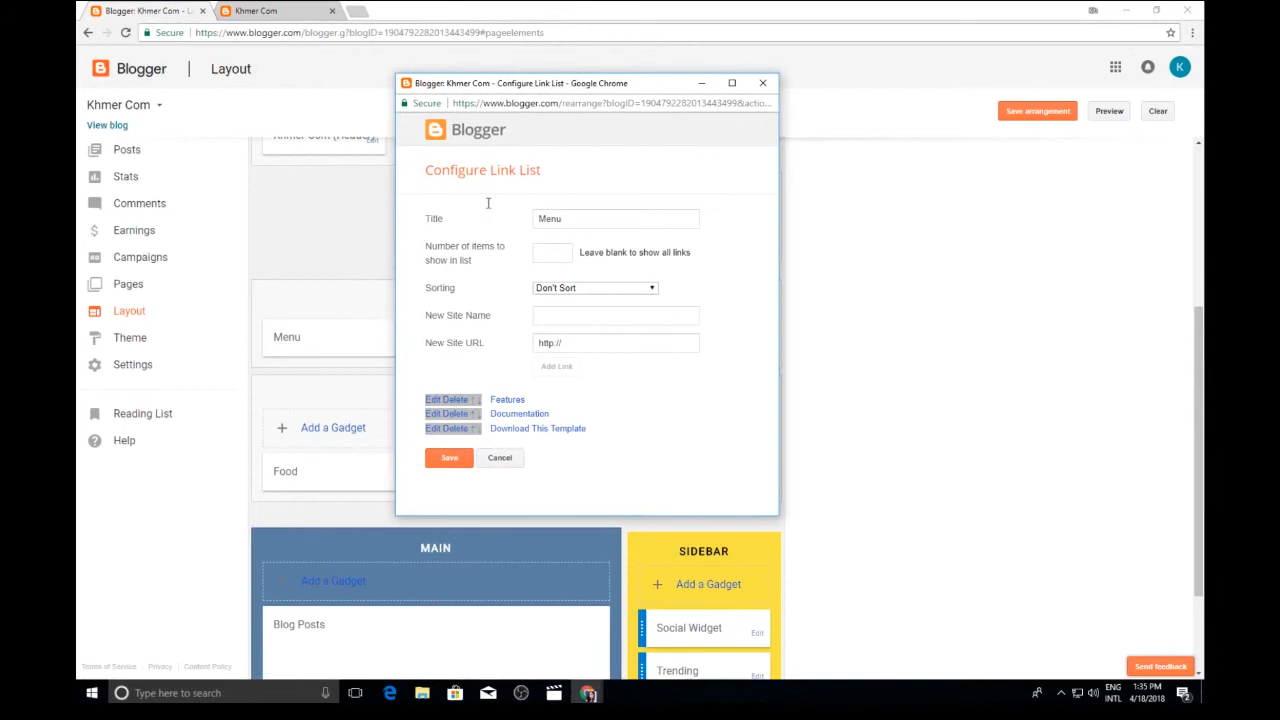 Blogger: Khmer Com - L
Khmer Com
Secure
https://www.blogger.com/blogger.g?blogID=1904792282013443499#pageelements
Blogger
Layout
K
Khmer Com
View blog
Save arrangement
Preview
Clear
Posts
Stats
Comments
Earnings
Campaigns
Pages
Layout
Theme
Settings
Reading List
Help
Terms of Service
Privacy
Content Policy
Khmer Com (Header)
Edit
Menu
Add a Gadget
Food
Blogger: Khmer Com - Configure Link List - Google Chrome
Secure
https://www.blogger.com/rearrange?blogID=1904792282013443499&actio...
Blogger
Configure Link List
Title
Menu
Number of items to
show in list
Leave blank to show all links
Sorting
Don't Sort
New Site Name
New Site URL
http://
Add Link
Edit Delete ↑ ↓ Features
Edit Delete ↑ ↓ Documentation
Edit Delete ↑ ↓ Download This Template
Save
Cancel
MAIN
Add a Gadget
Blog Posts
SIDEBAR
Add a Gadget
Social Widget
Edit
Trending
Edit
Send feedback
Type here to search
ENG
INTL
1:35 PM
4/18/2018
2